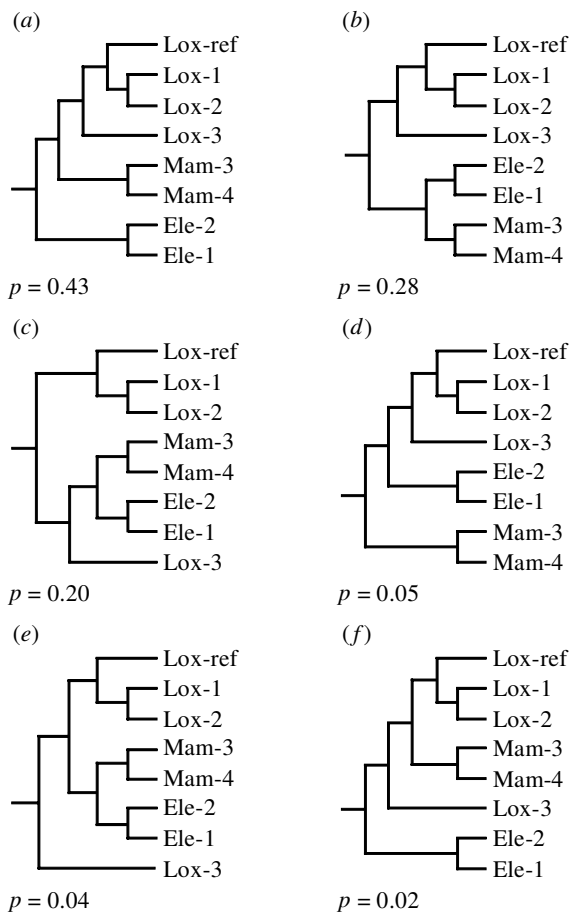 (a)
Lox-ref
Lox-1
Lox-2
Lox-3
Mam-3
Mam-4
Ele-2
Ele-1
p = 0.43
(b)
Lox-ref
Lox-1
Lox-2
Lox-3
Ele-2
Ele-1
Mam-3
Mam-4
p = 0.28
(c)
Lox-ref
Lox-1
Lox-2
Mam-3
Mam-4
Ele-2
Ele-1
Lox-3
p = 0.20
(d)
Lox-ref
Lox-1
Lox-2
Lox-3
Ele-2
Ele-1
Mam-3
Mam-4
p = 0.05
(e)
Lox-ref
Lox-1
Lox-2
Mam-3
Mam-4
Ele-2
Ele-1
Lox-3
p = 0.04
(f)
Lox-ref
Lox-1
Lox-2
Mam-3
Mam-4
Lox-3
Ele-2
Ele-1
p = 0.02